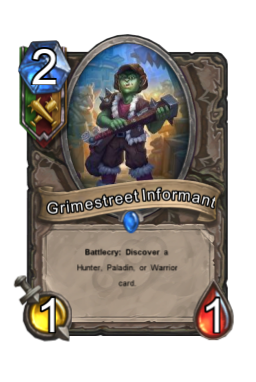 2
Grimestreet Informant
Battlecry: Discover a
Hunter, Paladin, or Warrior
card.
1
1